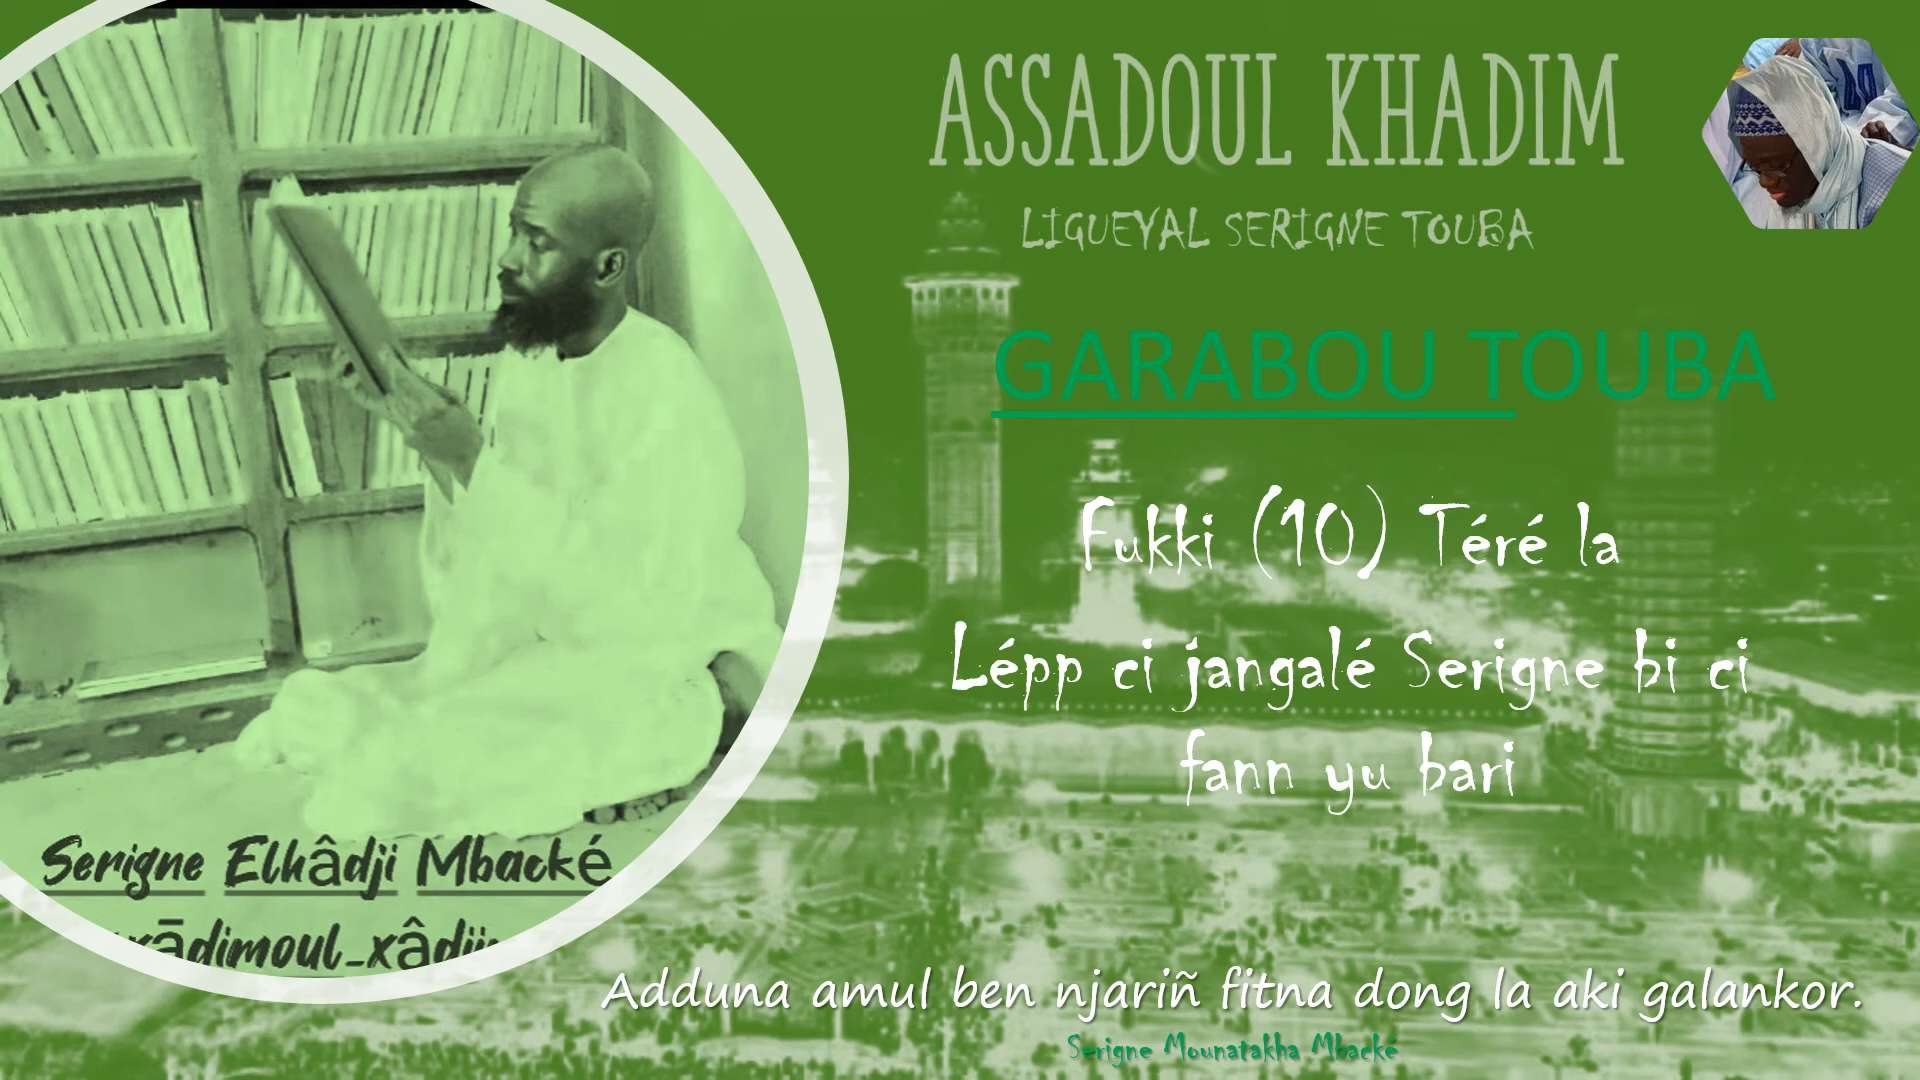 ASSADOUL KHADIM
LIGUEYAL SERIGNE TOUBA
GARABOU TOUBA
Fukki (10) Téré la
Lépp ci jangalé Serigne bi ci
fann yu bari
Serigne Elhâdji Mbacké
Adduna amul ben njariñ fitna dong la aki galankor.
Serigne Mounatakha Mbacké